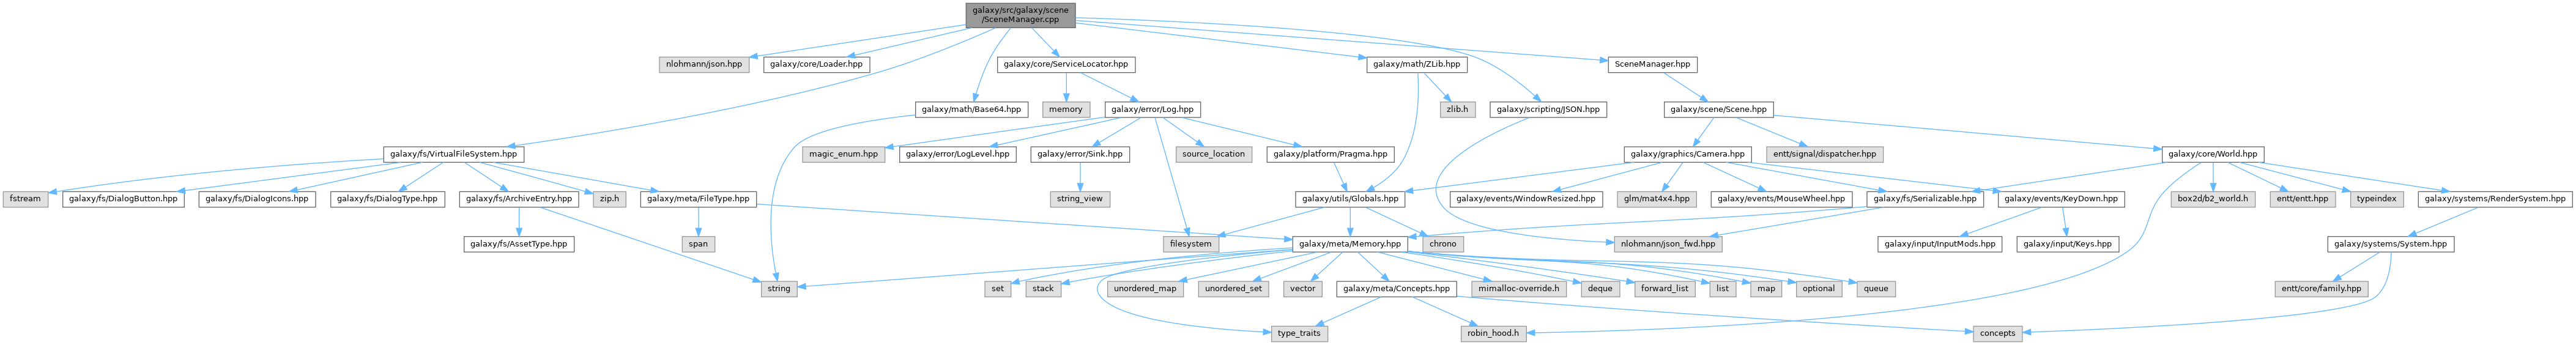 galaxy/src/galaxy/scene
/SceneManager.cpp
nlohmann/json.hpp
galaxy/core/Loader.hpp
galaxy/core/ServiceLocator.hpp
galaxy/math/ZLib.hpp
SceneManager.hpp
galaxy/math/Base64.hpp
memory
galaxy/error/Log.hpp
zlib.h
galaxy/scripting/JSON.hpp
galaxy/scene/Scene.hpp
galaxy/fs/VirtualFileSystem.hpp
magic_enum.hpp
galaxy/error/LogLevel.hpp
galaxy/error/Sink.hpp
source_location
galaxy/platform/Pragma.hpp
galaxy/graphics/Camera.hpp
entt/signal/dispatcher.hpp
galaxy/core/World.hpp
fstream
galaxy/fs/DialogButton.hpp
galaxy/fs/DialogIcons.hpp
galaxy/fs/DialogType.hpp
galaxy/fs/ArchiveEntry.hpp
zip.h
galaxy/meta/FileType.hpp
string_view
galaxy/utils/Globals.hpp
galaxy/events/WindowResized.hpp
glm/mat4x4.hpp
galaxy/events/MouseWheel.hpp
galaxy/fs/Serializable.hpp
galaxy/events/KeyDown.hpp
box2d/b2_world.h
entt/entt.hpp
typeindex
galaxy/systems/RenderSystem.hpp
galaxy/fs/AssetType.hpp
span
filesystem
galaxy/meta/Memory.hpp
chrono
nlohmann/json_fwd.hpp
galaxy/input/InputMods.hpp
galaxy/input/Keys.hpp
galaxy/systems/System.hpp
string
set
stack
unordered_map
unordered_set
vector
galaxy/meta/Concepts.hpp
mimalloc-override.h
deque
forward_list
list
map
optional
queue
entt/core/family.hpp
type_traits
robin_hood.h
concepts